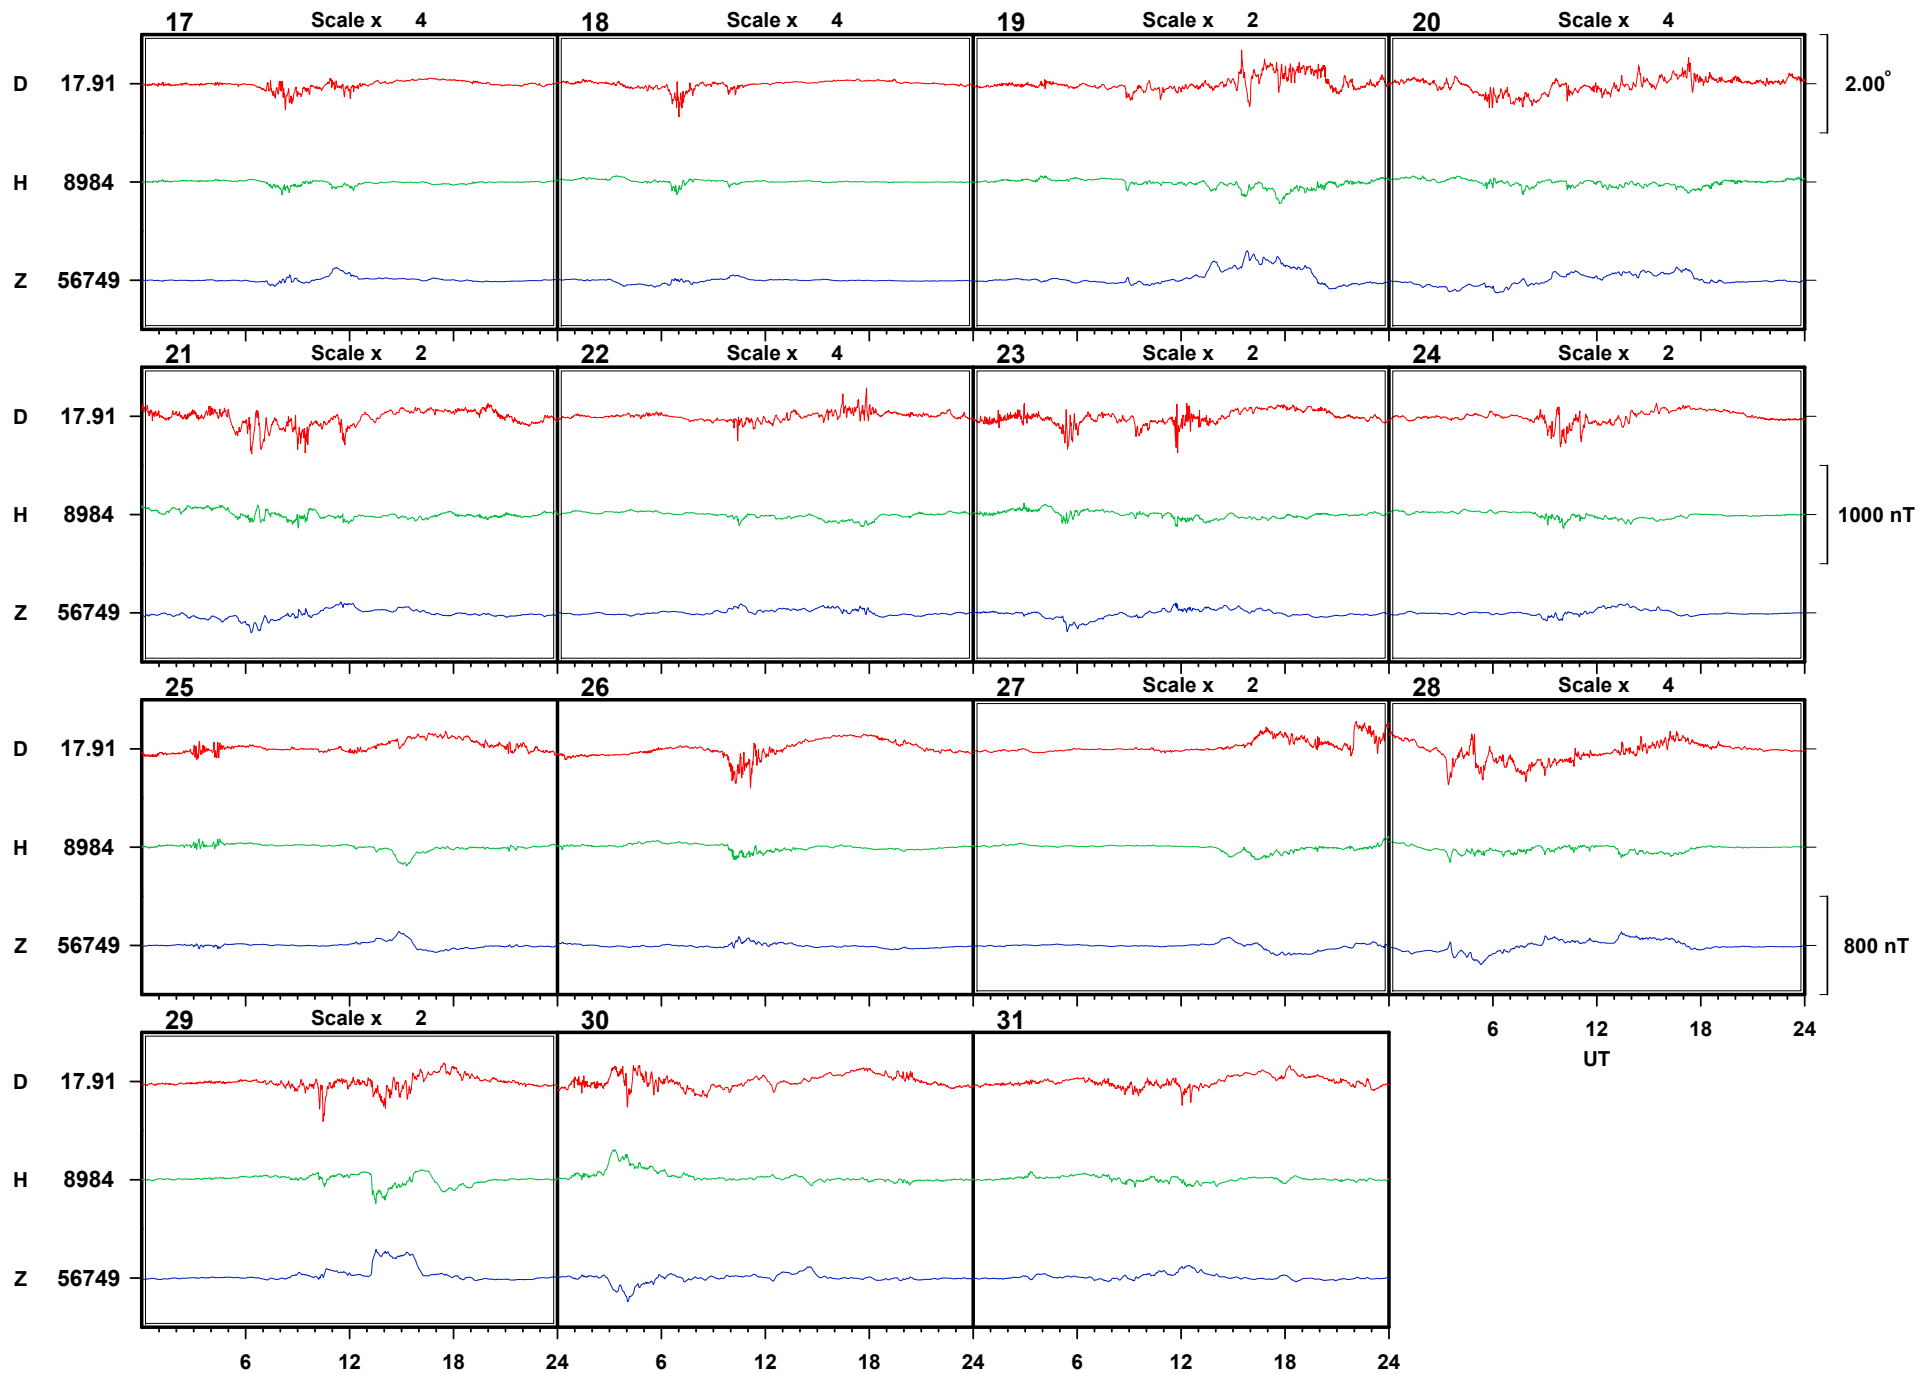 17 Scale x 4 18 Scale x 4 19 Scale x 2 20 Scale x 4
D 17.91 2.00°
H 8984
Z 56749
21 Scale x 2 22 Scale x 4 23 Scale x 2 24 Scale x 2
D 17.91
H 8984 1000 nT
Z 56749
25 26 27 Scale x 2 28 Scale x 4
D 17.91
H 8984
Z 56749 800 nT
29 Scale x 2 30 31 6 12 18 24
UT
D 17.91
H 8984
Z 56749
6 12 18 24 6 12 18 24 6 12 18 24